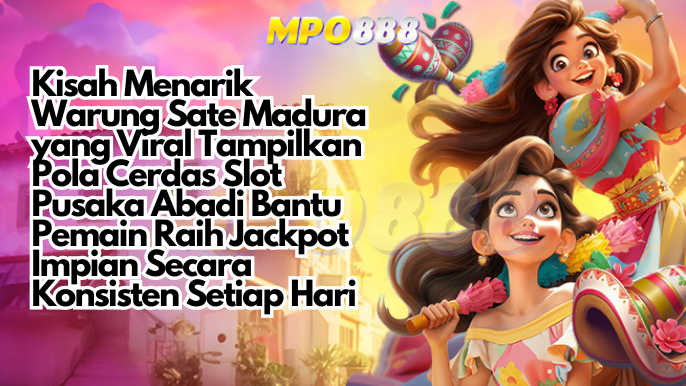 MPO888
Kisah Menarik
Warung Sate Madura
yang Viral Tampilkan
Pola Cerdas Slot
Pusaka Abadi Bantu
Pemain Raih Jackpot
Impian Secara
Konsisten Setiap Hari